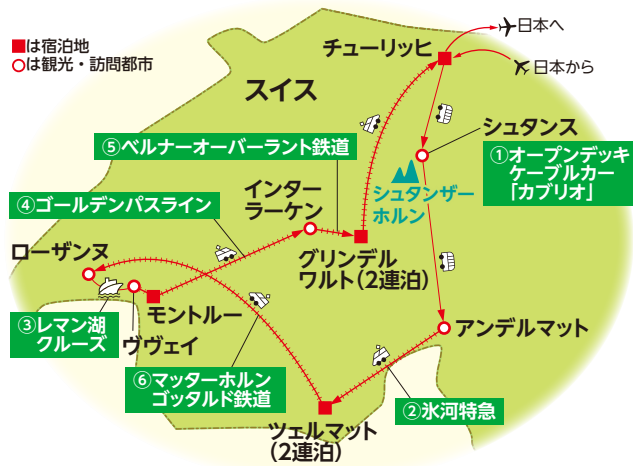 ■は宿泊地
○は観光・訪問都市
スイス
チューリッヒ
日本へ
日本から
シュタンス
①オープンデッキ
ケーブルカー
「カブリオ」
シュタンザー
ホルン
⑤ベルナーオーバーラント鉄道
④ゴールデンパスライン
インター
ラーケン
グリンデル
ワルト(2連泊)
ローザンヌ
モントルー
ヴヴェイ
③レマン湖
クルーズ
アンデルマット
⑥マッターホルン
ゴッタルド鉄道
②氷河特急
ツェルマット
(2連泊)